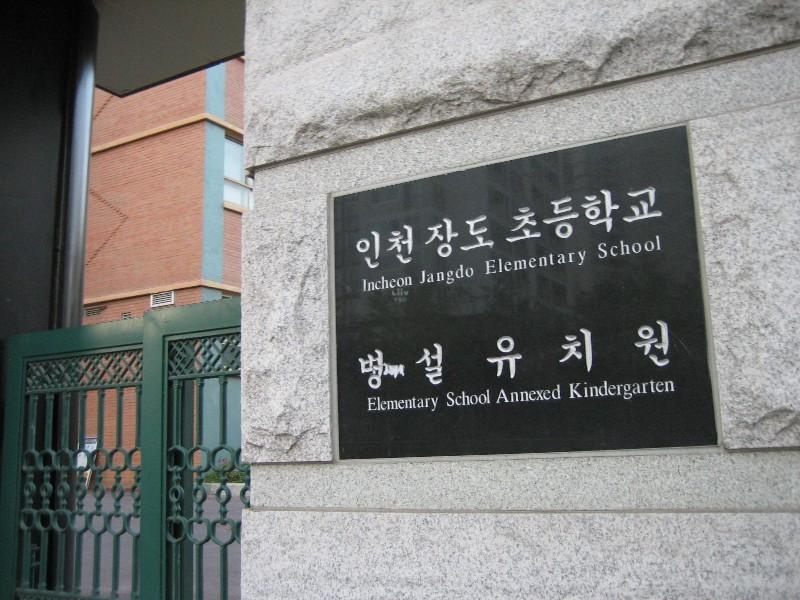 인천 장도 초등학교
Incheon Jangdo Elementary School
병설유치원
Elementary School Annexed Kindergarten